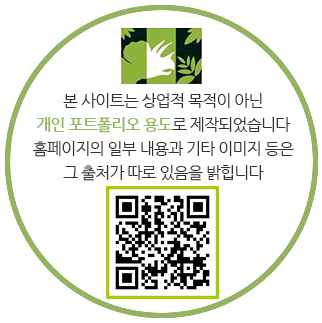 본 사이트는 상업적 목적이 아닌
개인 포트폴리오 용도로 제작되었습니다
홈페이지의 일부 내용과 기타 이미지 등은
그 출처가 따로 있음을 밝힙니다